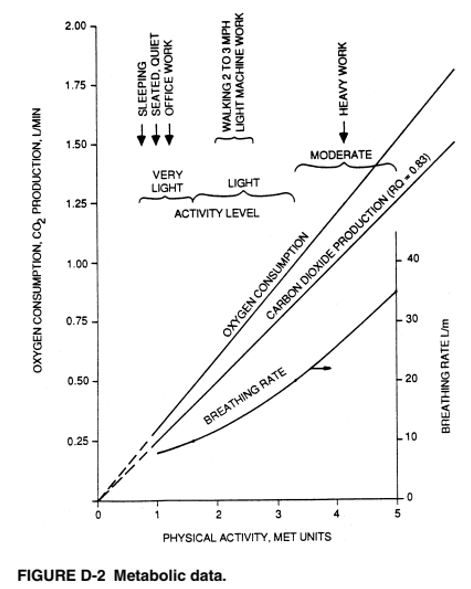 2.00
1.75
1.50
1.25
1.00
0.75
0.50
0.25
OXYGEN CONSUMPTION, CO2 PRODUCTION, L/MIN
SLEEPING
SEATED, QUIET
OFFICE WORK
WALKING 2 TO 3 MPH
LIGHT MACHINE WORK
HEAVY WORK
MODERATE
VERY
LIGHT
LIGHT
ACTIVITY LEVEL
OXYGEN CONSUMPTION
CARBON DIOXIDE PRODUCTION (RQ = 0.83)
BREATHING RATE
40
30
20
10
0
BREATHING RATE L/m
0 1 2 3 4 5
PHYSICAL ACTIVITY, MET UNITS
FIGURE D-2 Metabolic data.